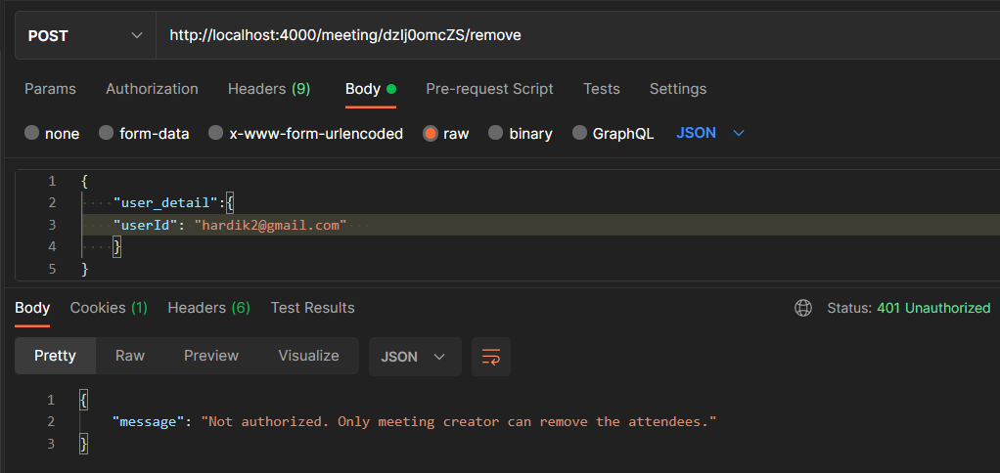 POST http://localhost:4000/meeting/dzIj0omcZS/remove
Params Authorization Headers (9) Body Pre-request Script Tests Settings
none form-data x-www-form-urlencoded raw binary GraphQL JSON
1 {
2 "user_detail":{
3 "userId": "hardik2@gmail.com"
4 }
5 }
Body Cookies (1) Headers (6) Test Results Status: 401 Unauthorized
Pretty Raw Preview Visualize JSON
1 {
2 "message": "Not authorized. Only meeting creator can remove the attendees."
3 }